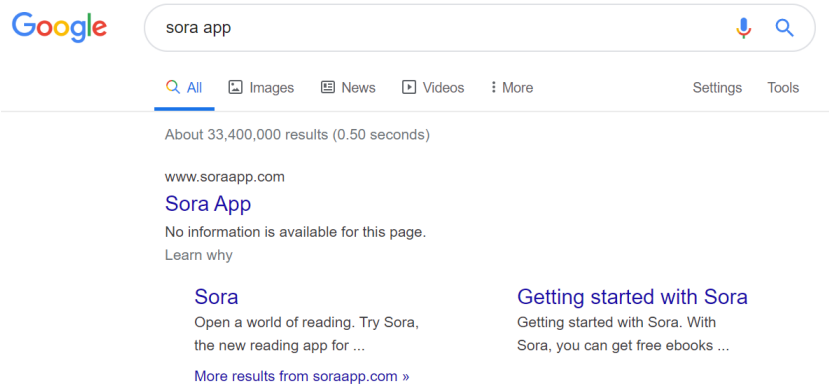 Google
sora app
All Images News Videos More Settings Tools
About 33,400,000 results (0.50 seconds)
www.soraapp.com
Sora App
No information is available for this page.
Learn why
Sora
Open a world of reading. Try Sora,
the new reading app for ...
More results from soraapp.com »
Getting started with Sora
Getting started with Sora. With
Sora, you can get free ebooks ...